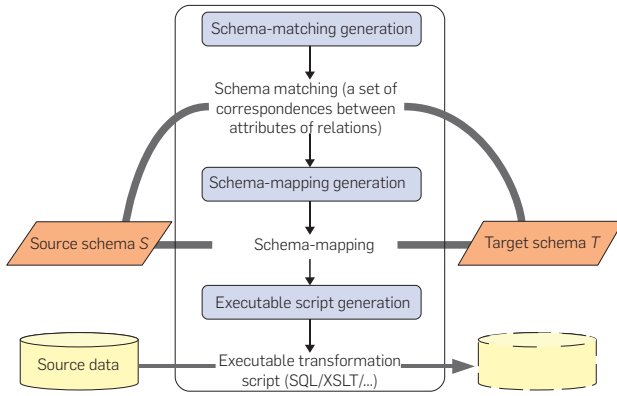 Schema-matching generation
Schema matching (a set of
correspondences between
attributes of relations)
Schema-mapping generation
Source schema S
Schema-mapping
Target schema T
Executable script generation
Source data
Executable transformation
script (SQL/XSLT/...)